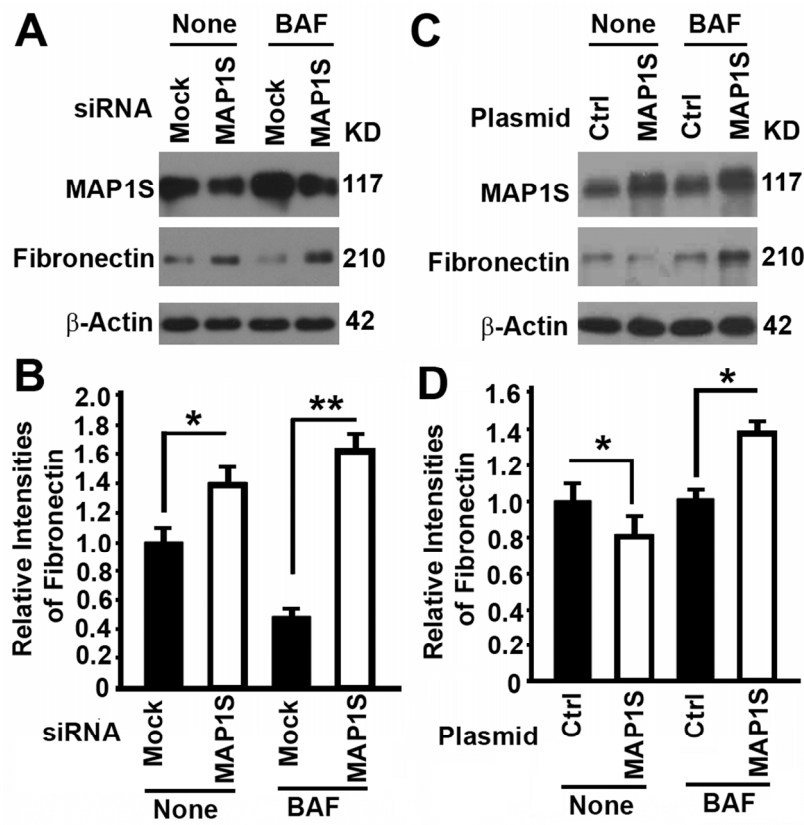 A
None
BAF
siRNA
Mock
MAP1S
Mock
MAP1S
KD
MAP1S
117
Fibronectin
210
β-Actin
42
C
None
BAF
Plasmid
Ctrl
MAP1S
Ctrl
MAP1S
KD
MAP1S
117
Fibronectin
210
β-Actin
42
B
Relative Intensities
of Fibronectin
2.0
1.8
1.6
1.4
1.2
1.0
0.8
0.6
0.4
0.2
0
*
**
siRNA
Mock
MAP1S
Mock
MAP1S
None
BAF
D
Relative Intensities
of Fibronectin
1.6
1.4
1.2
1.0
0.8
0.6
0.4
0.2
0
*
*
Plasmid
Ctrl
MAP1S
Ctrl
MAP1S
None
BAF